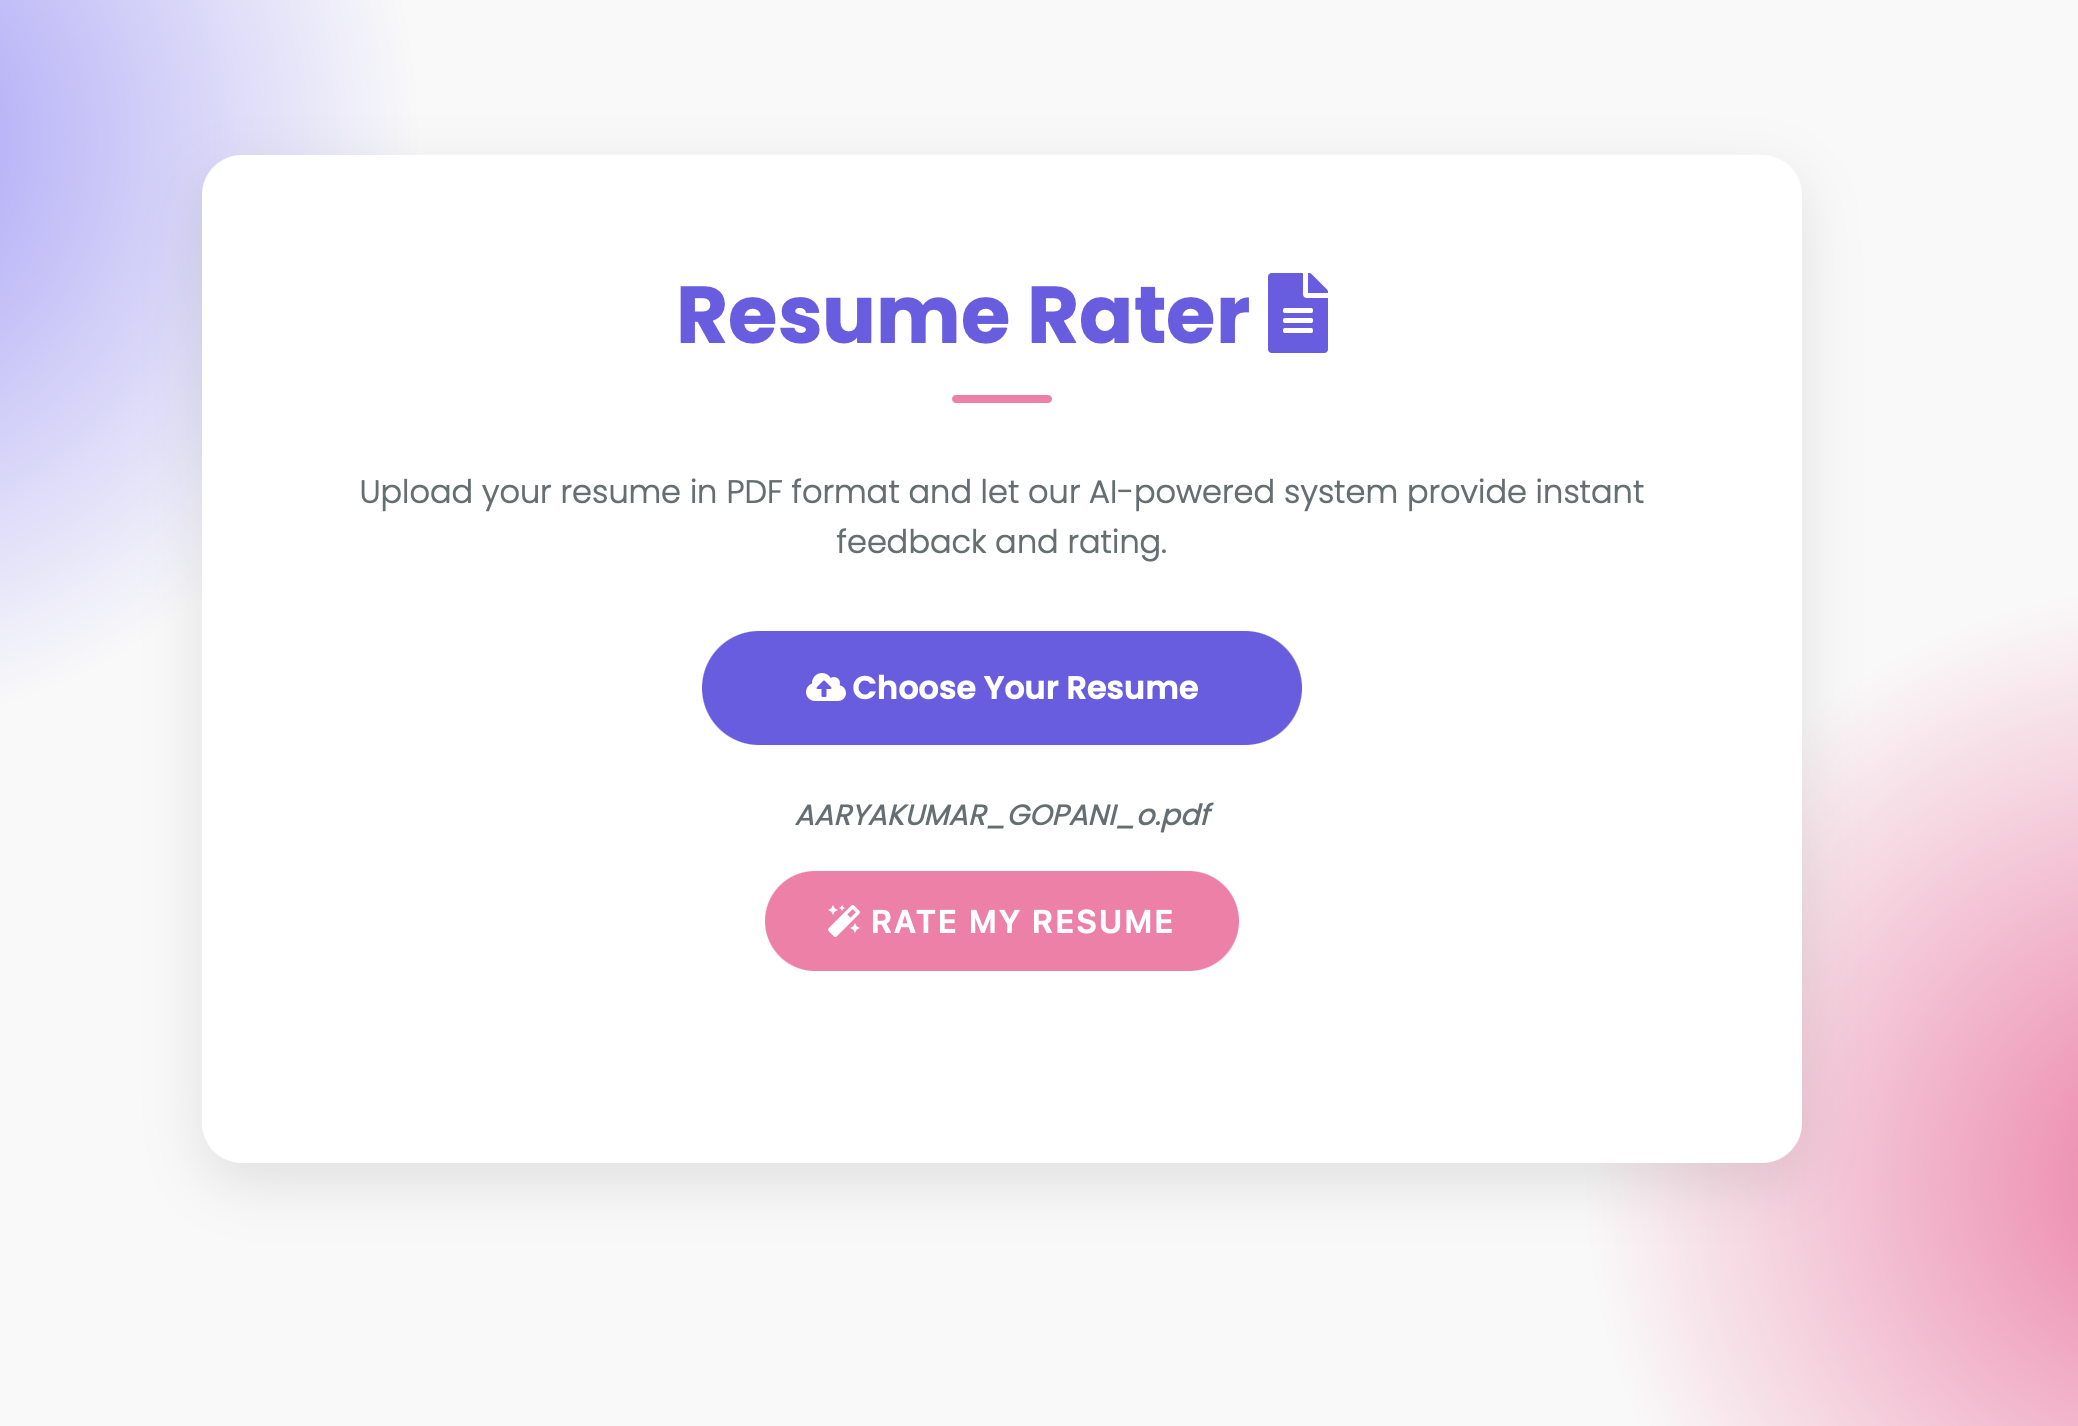 Resume Rater
Upload your resume in PDF format and let our AI-powered system provide instant
feedback and rating.
Choose Your Resume
AARYAKUMAR_GOPANI_o.pdf
RATE MY RESUME